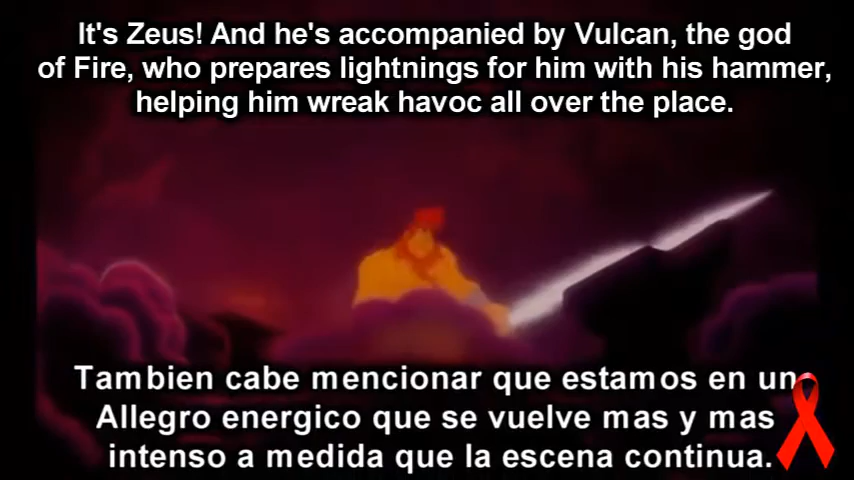 It's Zeus! And he's accompanied by Vulcan, the god
of Fire, who prepares lightnings for him with his hammer,
helping him wreak havoc all over the place.
Tambien cabe mencionar que estamos en un
Allegro energico que se vuelve mas y mas
intenso a medida que la escena continua.